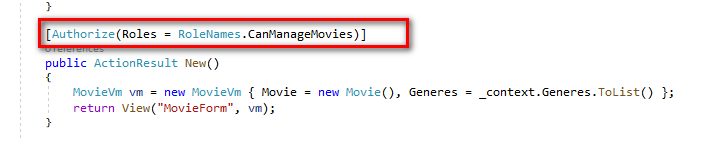 }
[Authorize(Roles = RoleNames.CanManageMovies)]
0 references
public ActionResult New()
{
MovieVm vm = new MovieVm { Movie = new Movie(), Generes = _context.Generes.ToList() };
return View("MovieForm", vm);
}